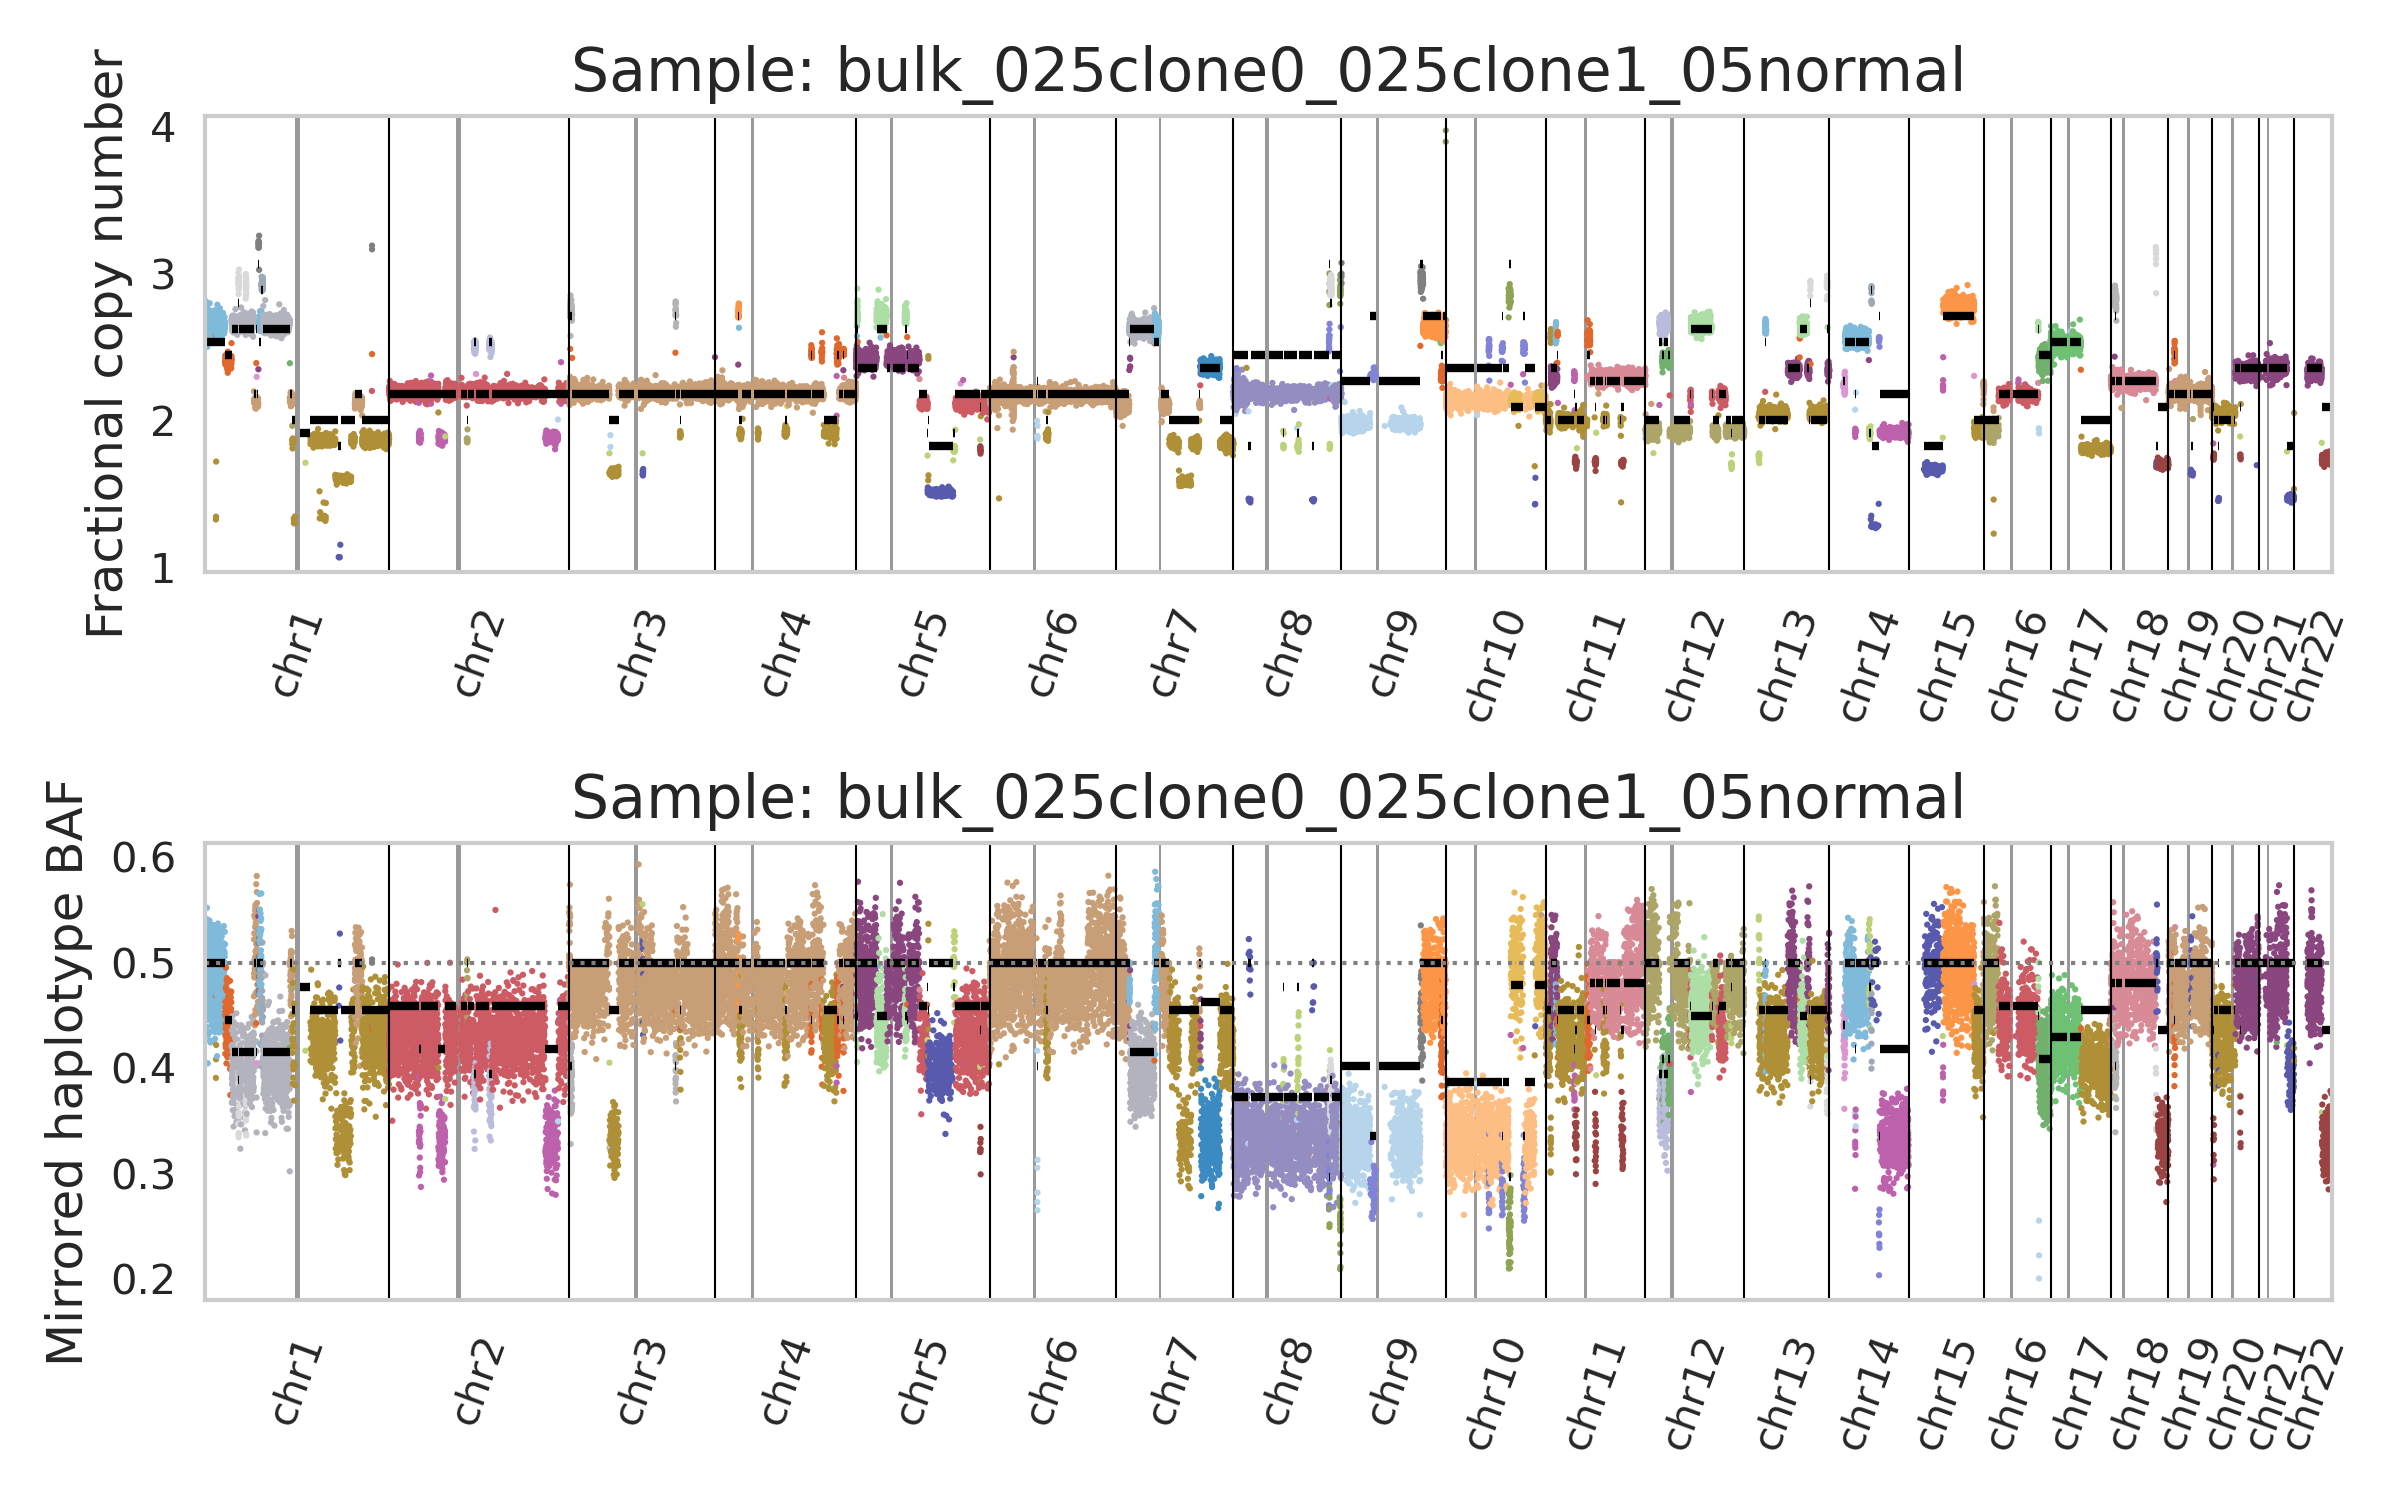 Sample: bulk_025clone0_025clone1_05normal
Fractional copy number
4
3
2
1
chr1
chr2
chr3
chr4
chr5
chr6
chr7
chr8
chr9
chr10
chr11
chr12
chr13
chr14
chr15
chr16
chr17
chr18
chr19
chr20
chr21
chr22
Sample: bulk_025clone0_025clone1_05normal
Mirrored haplotype BAF
0.6
0.5
0.4
0.3
0.2
chr1
chr2
chr3
chr4
chr5
chr6
chr7
chr8
chr9
chr10
chr11
chr12
chr13
chr14
chr15
chr16
chr17
chr18
chr19
chr20
chr21
chr22